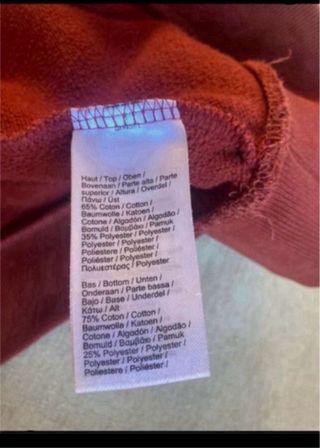 Haut / Top / Oben /
Bovenaan / Parte alta / Parte
superior / Altura / Overdel /
Πάνω / Üst
65% Coton / Cotton /
Baumwolle / Katoen /
Cotone / Algodón / Algodão /
Bomuld / Βαμβάκι / Pamuk
35% Polyester / Polyester /
Polyester / Polyester /
Poliestere / Poliéster /
Poliéster / Polyester /
Πολυεστέρας / Polyester
Bas / Bottom / Unten /
Onderaan / Parte bassa /
Bajo / Base / Underdel /
Κάτω / Alt
75% Coton / Cotton /
Baumwolle / Katoen /
Cotone / Algodón / Algodão /
Bomuld / Βαμβάκι / Pamuk
25% Polyester / Polyester /
Polyester / Polyester /
Poliestere / Poliéster /